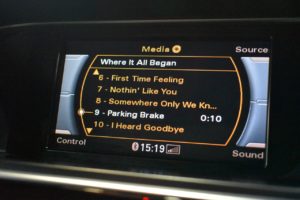 Media
Source
Where It All Began
6 - First Time Feeling
7 - Nothin' Like You
8 - Somewhere Only We Kn...
9 - Parking Brake 0:10
10 - I Heard Goodbye
Control
15:19
Sound